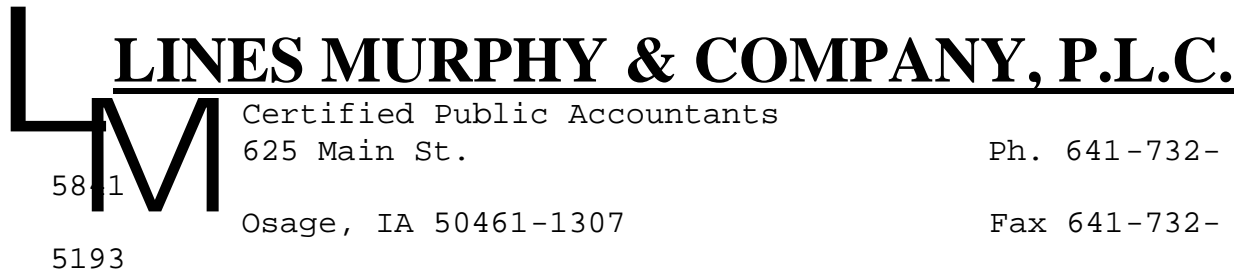 LM
LINES MURPHY & COMPANY, P.L.C.
Certified Public Accountants
625 Main St. Ph. 641-732-
5841
Osage, IA 50461-1307 Fax 641-732-
5193